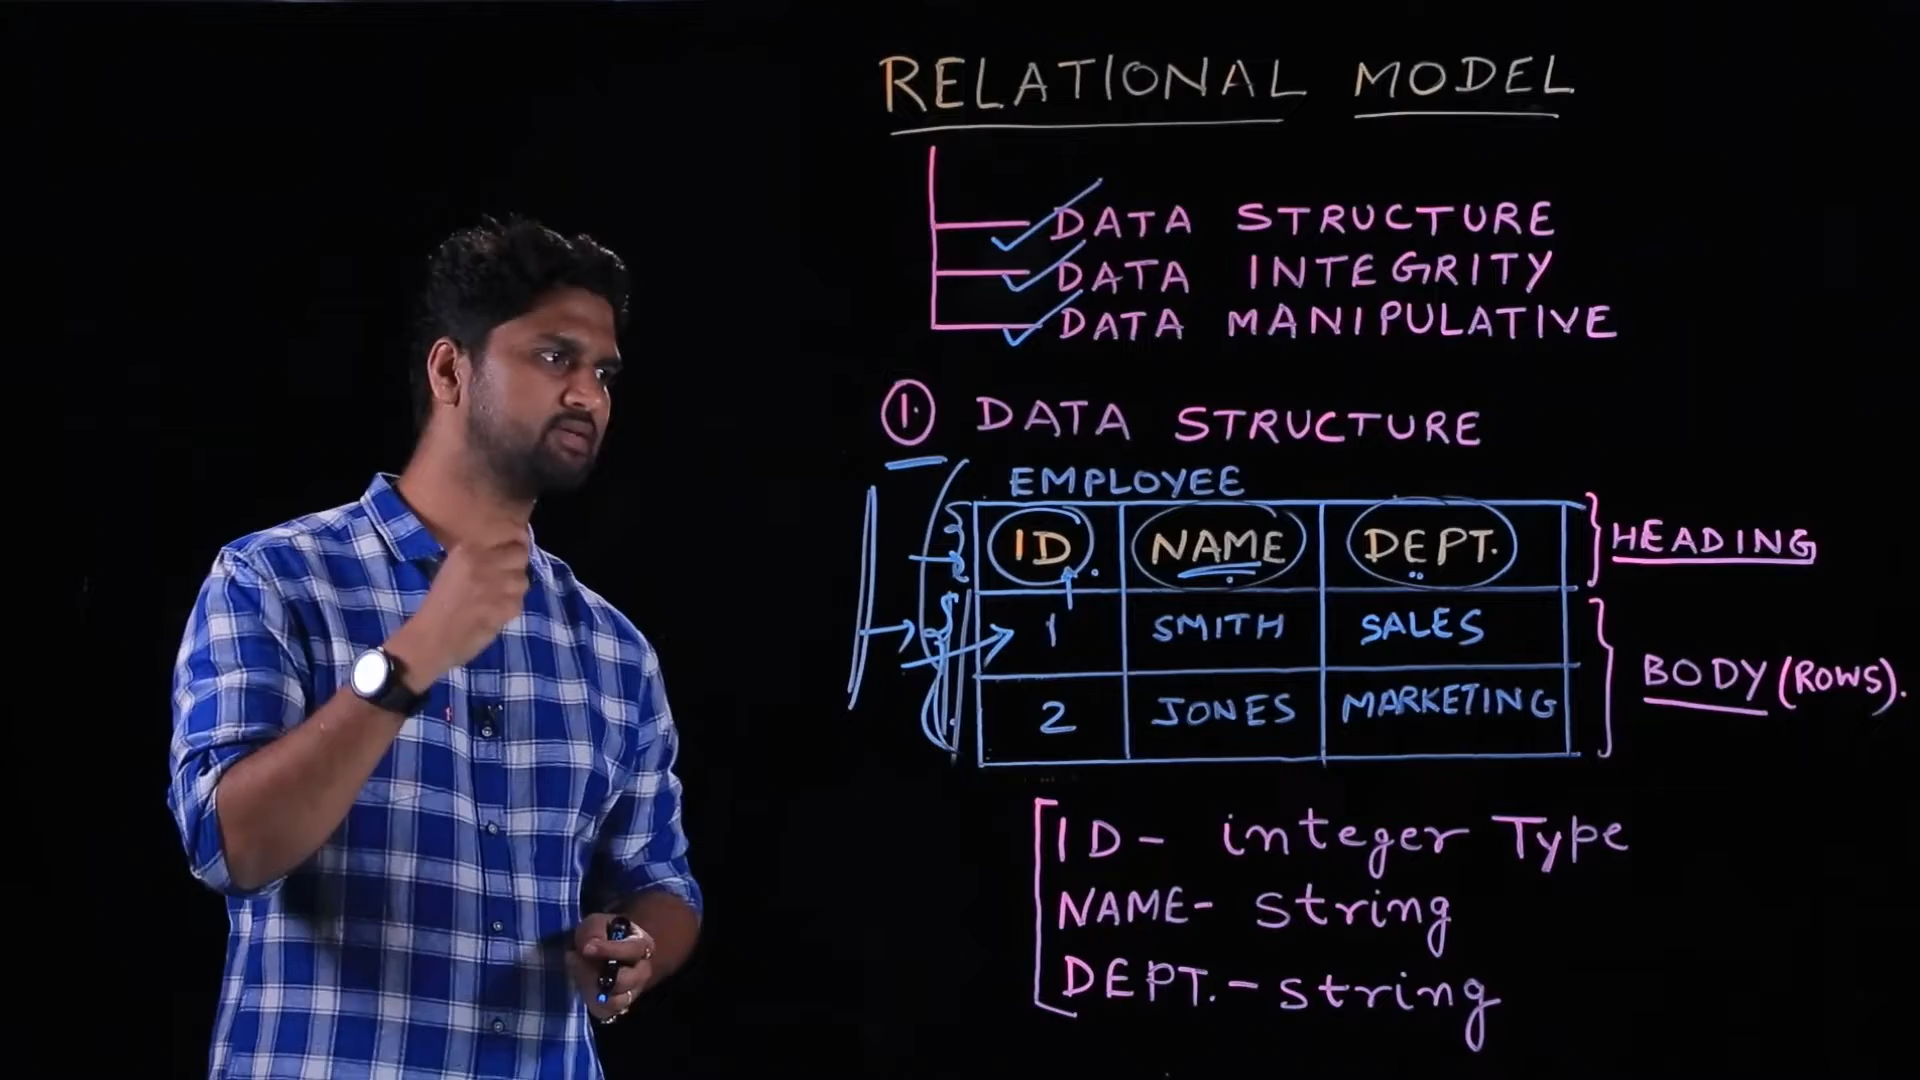 RELATIONAL MODEL
DATA STRUCTURE
DATA INTEGRITY
DATA MANIPULATIVE
1. DATA STRUCTURE
EMPLOYEE
ID NAME DEPT. HEADING
1 SMITH SALES
2 JONES MARKETING
BODY (ROWS).
ID - integer Type
NAME - string
DEPT. - string